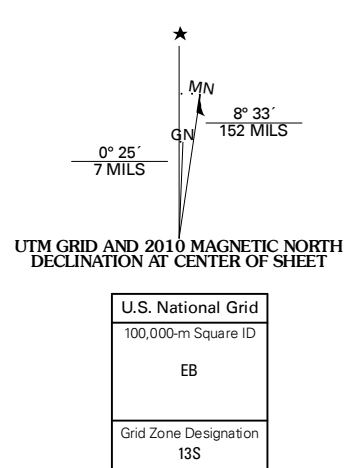 ★
MN
8° 33´
152 MILS
GN
0° 25´
7 MILS
UTM GRID AND 2010 MAGNETIC NORTH
DECLINATION AT CENTER OF SHEET
U.S. National Grid
100,000-m Square ID
EB
Grid Zone Designation
13S